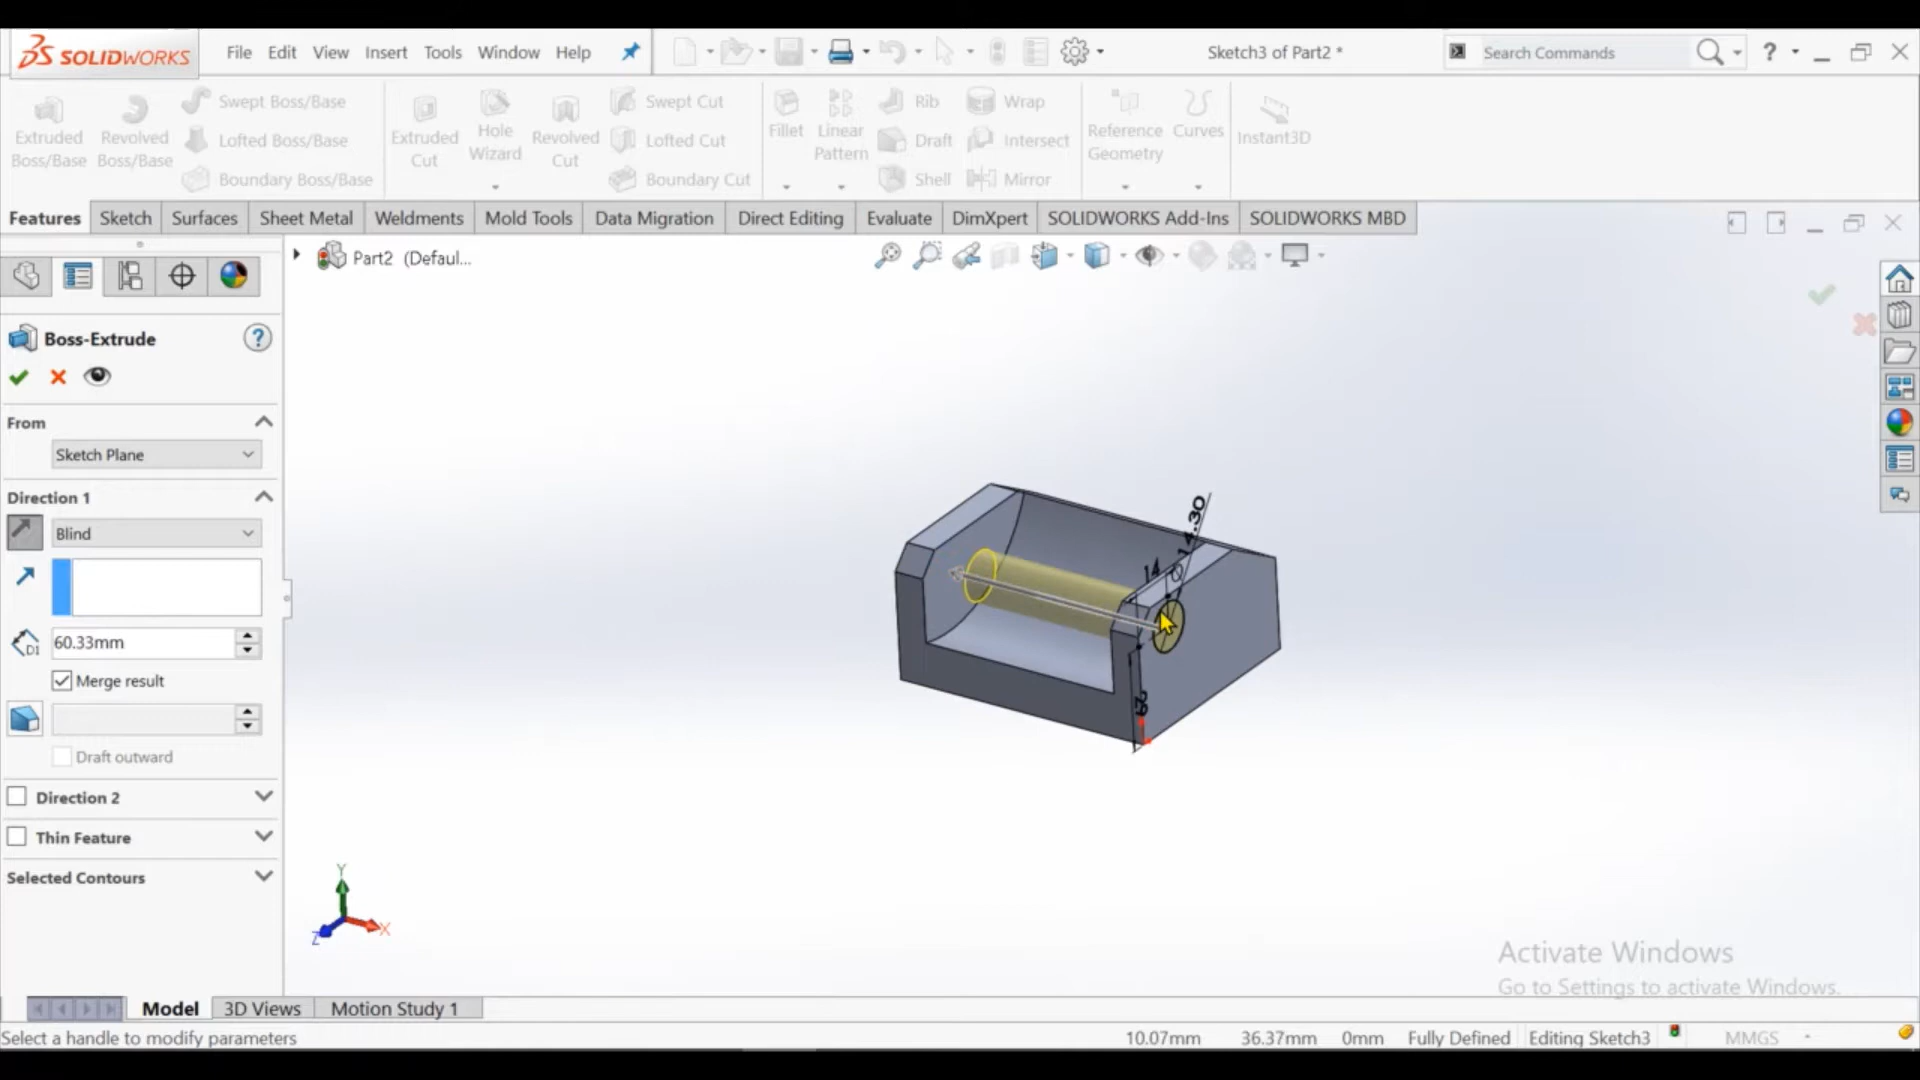 SOLIDWORKS File Edit View Insert Tools Window Help Sketch3 of Part2 * Search Commands ?
Extruded Boss/Base
Revolved Boss/Base
Swept Boss/Base
Lofted Boss/Base
Boundary Boss/Base
Extruded Cut
Hole Wizard
Revolved Cut
Swept Cut
Lofted Cut
Boundary Cut
Fillet
Linear Pattern
Rib
Draft
Shell
Wrap
Intersect
Mirror
Reference Geometry
Curves
Instant3D
Features Sketch Surfaces Sheet Metal Weldments Mold Tools Data Migration Direct Editing Evaluate DimXpert SOLIDWORKS Add-Ins SOLIDWORKS MBD
Part2 (Defaul...
Boss-Extrude ?
From
Sketch Plane
Direction 1
Blind
D1 60.33mm
Merge result
Draft outward
Direction 2
Thin Feature
Selected Contours
Ø14.30
14
Y
X
Z
Activate Windows
Go to Settings to activate Windows.
Model 3D Views Motion Study 1
Select a handle to modify parameters 10.07mm 36.37mm 0mm Fully Defined Editing Sketch3 MMGS -